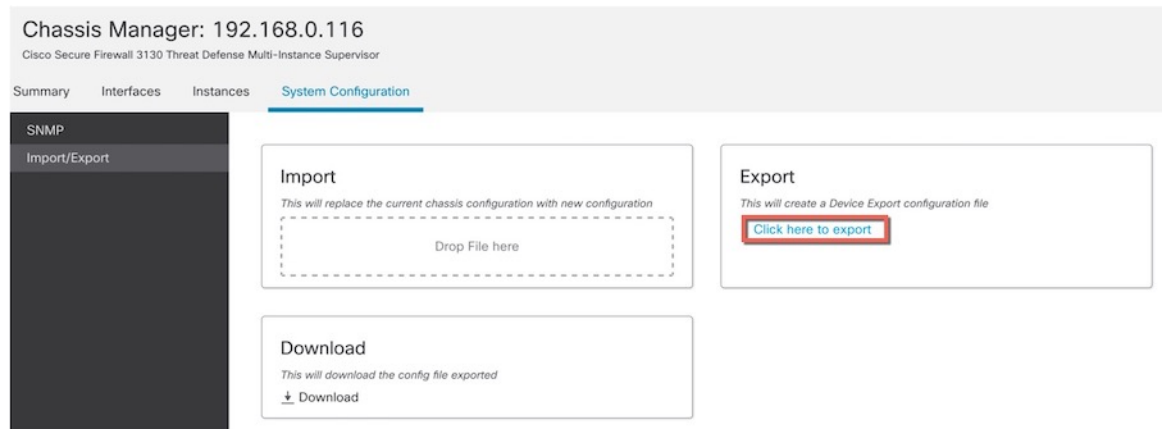 Chassis Manager: 192.168.0.116
Cisco Secure Firewall 3130 Threat Defense Multi-Instance Supervisor
Summary Interfaces Instances System Configuration
SNMP
Import/Export
Import
This will replace the current chassis configuration with new configuration
Drop File here
Export
This will create a Device Export configuration file
Click here to export
Download
This will download the config file exported
Download